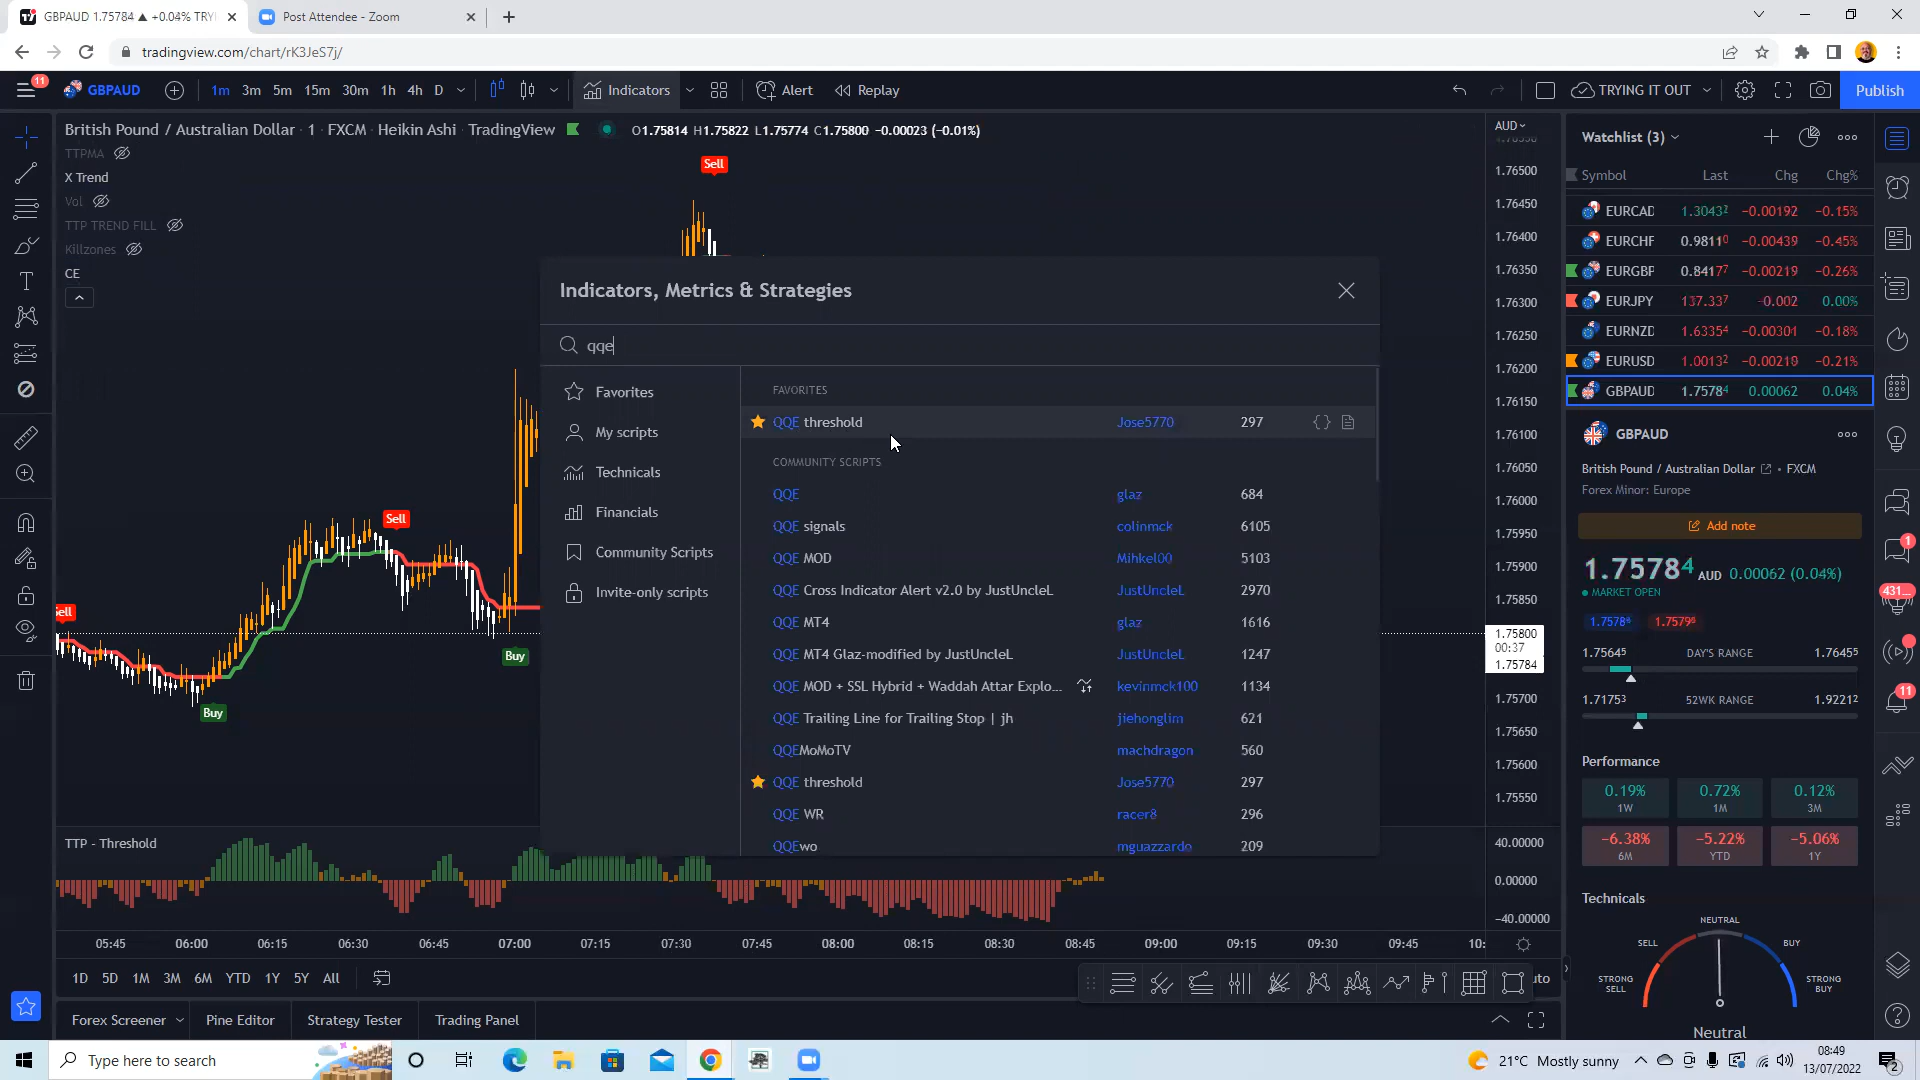 GBPAUD 1.75784 ▲ +0.04% TRYI
Post Attendee - Zoom
tradingview.com/chart/rK3JeS7j/
11
GBPAUD
1m 3m 5m 15m 30m 1h 4h D
Indicators
Alert
Replay
TRYING IT OUT
Publish
British Pound / Australian Dollar · 1 · FXCM · Heikin Ashi · TradingView
O1.75814 H1.75822 L1.75774 C1.75800 −0.00023 (−0.01%)
TTPMA
X Trend
Vol
TTP TREND FILL
Killzones
CE
Sell
Sell
Sell
Buy
Buy
Indicators, Metrics & Strategies
qqe
Favorites
My scripts
Technicals
Financials
Community Scripts
Invite-only scripts
FAVORITES
QQE threshold Jose5770 297
COMMUNITY SCRIPTS
QQE glaz 684
QQE signals colinmck 6105
QQE MOD Mihkel00 5103
QQE Cross Indicator Alert v2.0 by JustUncleL JustUncleL 2970
QQE MT4 glaz 1616
QQE MT4 Glaz-modified by JustUncleL JustUncleL 1247
QQE MOD + SSL Hybrid + Waddah Attar Explo... kevinmck100 1134
QQE Trailing Line for Trailing Stop | jh jiehonglim 621
QQEMoMoTV machdragon 560
QQE threshold Jose5770 297
QQE WR racer8 296
QQEwo mguazzardo 209
AUD
1.76500
1.76450
1.76400
1.76350
1.76300
1.76250
1.76200
1.76150
1.76100
1.76050
1.76000
1.75950
1.75900
1.75850
1.75800
00:37
1.75784
1.75700
1.75650
1.75600
1.75550
TTP - Threshold
40.00000
0.00000
−40.00000
05:45 06:00 06:15 06:30 06:45 07:00 07:15 07:30 07:45 08:00 08:15 08:30 08:45 09:00 09:15 09:30 09:45 10:
1D 5D 1M 3M 6M YTD 1Y 5Y All
uto
Forex Screener
Pine Editor
Strategy Tester
Trading Panel
Watchlist (3)
Symbol Last Chg Chg%
EURCAD 1.30432 −0.00192 −0.15%
EURCHF 0.98110 −0.00439 −0.45%
EURGBP 0.84177 −0.00219 −0.26%
EURJPY 137.337 −0.002 0.00%
EURNZD 1.63354 −0.00301 −0.18%
EURUSD 1.00132 −0.00210 −0.21%
GBPAUD 1.75784 0.00062 0.04%
GBPAUD
British Pound / Australian Dollar · FXCM
Forex Minor: Europe
Add note
1.75784 AUD 0.00062 (0.04%)
MARKET OPEN
1.75786 1.75796
1.75645 DAY'S RANGE 1.76455
1.71753 52WK RANGE 1.92212
Performance
0.19% 1W
0.72% 1M
0.12% 3M
−6.38% 6M
−5.22% YTD
−5.06% 1Y
Technicals
NEUTRAL
SELL
BUY
STRONG SELL
STRONG BUY
Neutral
1
431...
11
Type here to search
21°C Mostly sunny
08:49
13/07/2022
2